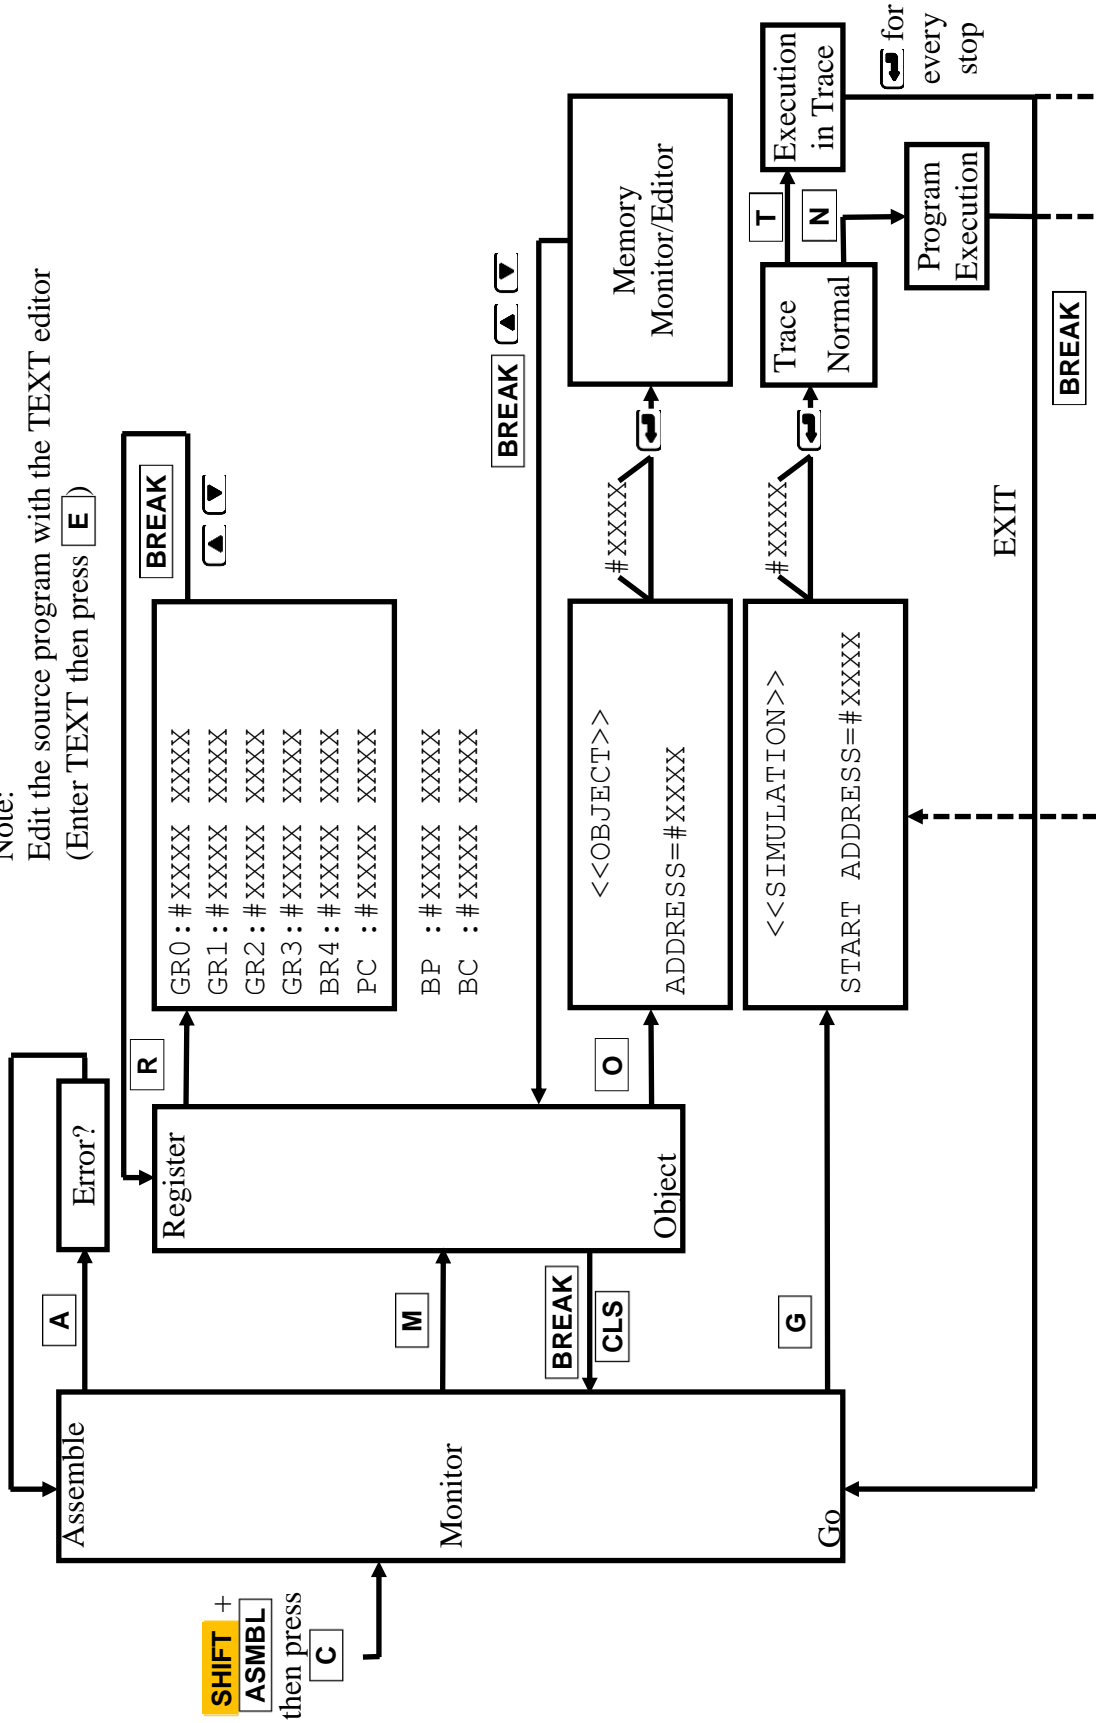 Note:
Edit the source program with the TEXT editor
(Enter TEXT then press E )
SHIFT +
ASMBL
then press
C
Assemble
Monitor
Go
A
Error?
M
BREAK
CLS
G
Register
Object
R
O
GR0:#XXXX XXXX
GR1:#XXXX XXXX
GR2:#XXXX XXXX
GR3:#XXXX XXXX
BR4:#XXXX XXXX
PC :#XXXX XXXX
BP :#XXXX XXXX
BC :#XXXX XXXX
BREAK
<<OBJECT>>
ADDRESS=#XXXX
#XXXX
BREAK
Memory
Monitor/Editor
<<SIMULATION>>
START ADDRESS=#XXXX
#XXXX
Trace
Normal
T
N
Execution
in Trace
Program
Execution
for
every
stop
EXIT
BREAK